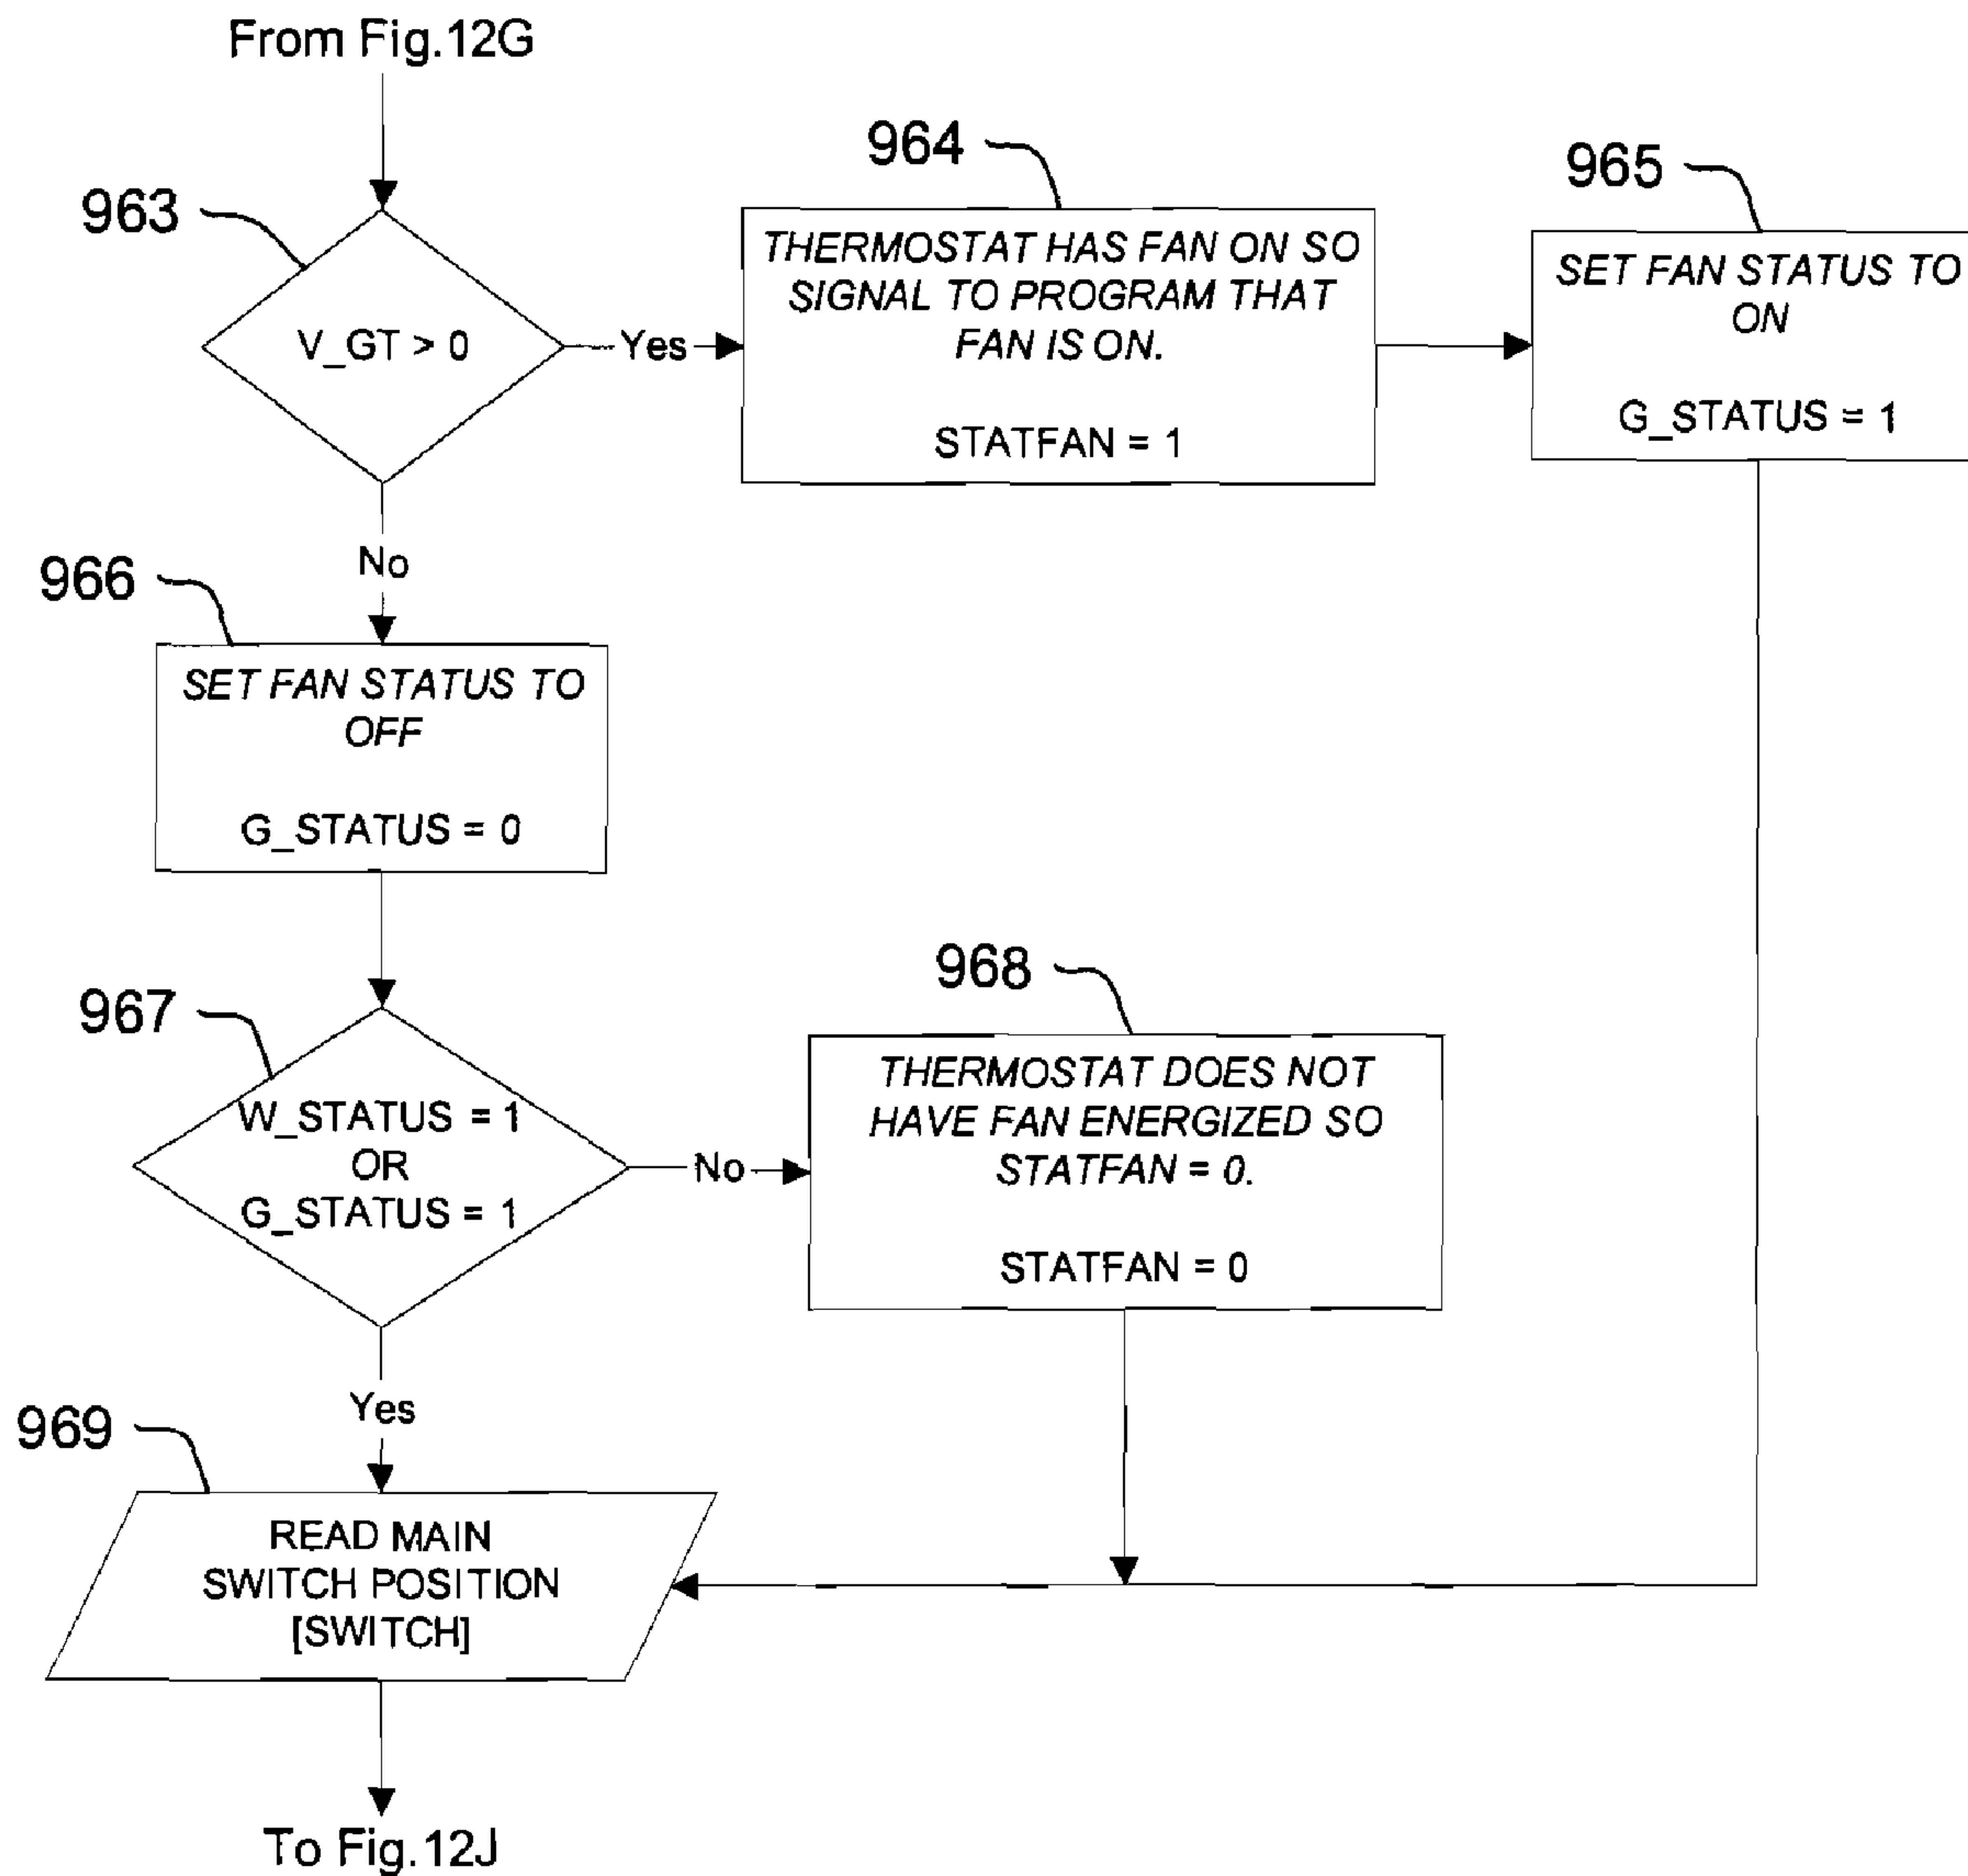 From Fig.12G
963
V_GT > 0
Yes
964
THERMOSTAT HAS FAN ON SO
SIGNAL TO PROGRAM THAT
FAN IS ON.
STATFAN = 1
965
SET FAN STATUS TO
ON
G_STATUS = 1
No
966
SET FAN STATUS TO
OFF
G_STATUS = 0
967
W_STATUS = 1
OR
G_STATUS = 1
No
968
THERMOSTAT DOES NOT
HAVE FAN ENERGIZED SO
STATFAN = 0.
STATFAN = 0
Yes
969
READ MAIN
SWITCH POSITION
[SWITCH]
To Fig.12J